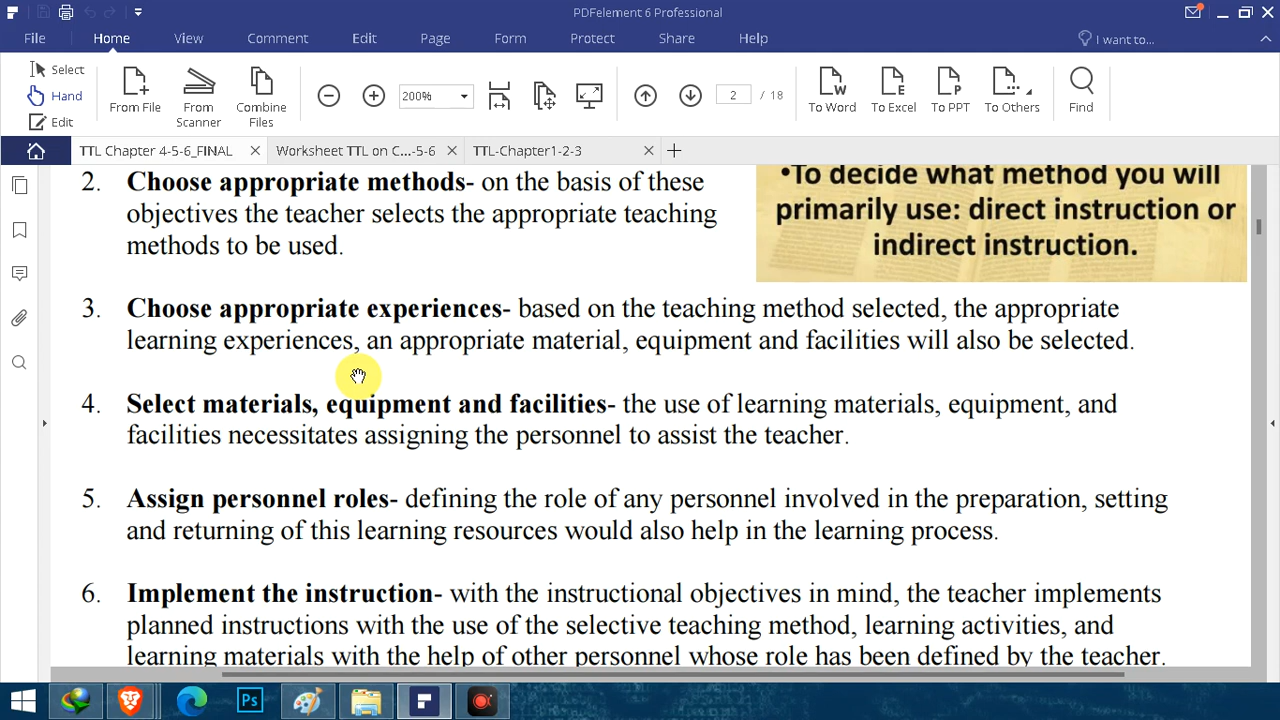 PDFelement 6 Professional
File Home View Comment Edit Page Form Protect Share Help I want to...
Select
Hand
Edit
From File
From Scanner
Combine Files
200%
2 / 18
To Word
To Excel
To PPT
To Others
Find
TTL Chapter 4-5-6_FINAL
Worksheet TTL on C...-5-6
TTL-Chapter1-2-3
•To decide what method you will
primarily use: direct instruction or
indirect instruction.
2. Choose appropriate methods- on the basis of these
objectives the teacher selects the appropriate teaching
methods to be used.
3. Choose appropriate experiences- based on the teaching method selected, the appropriate
learning experiences, an appropriate material, equipment and facilities will also be selected.
4. Select materials, equipment and facilities- the use of learning materials, equipment, and
facilities necessitates assigning the personnel to assist the teacher.
5. Assign personnel roles- defining the role of any personnel involved in the preparation, setting
and returning of this learning resources would also help in the learning process.
6. Implement the instruction- with the instructional objectives in mind, the teacher implements
planned instructions with the use of the selective teaching method, learning activities, and
learning materials with the help of other personnel whose role has been defined by the teacher.
Ps